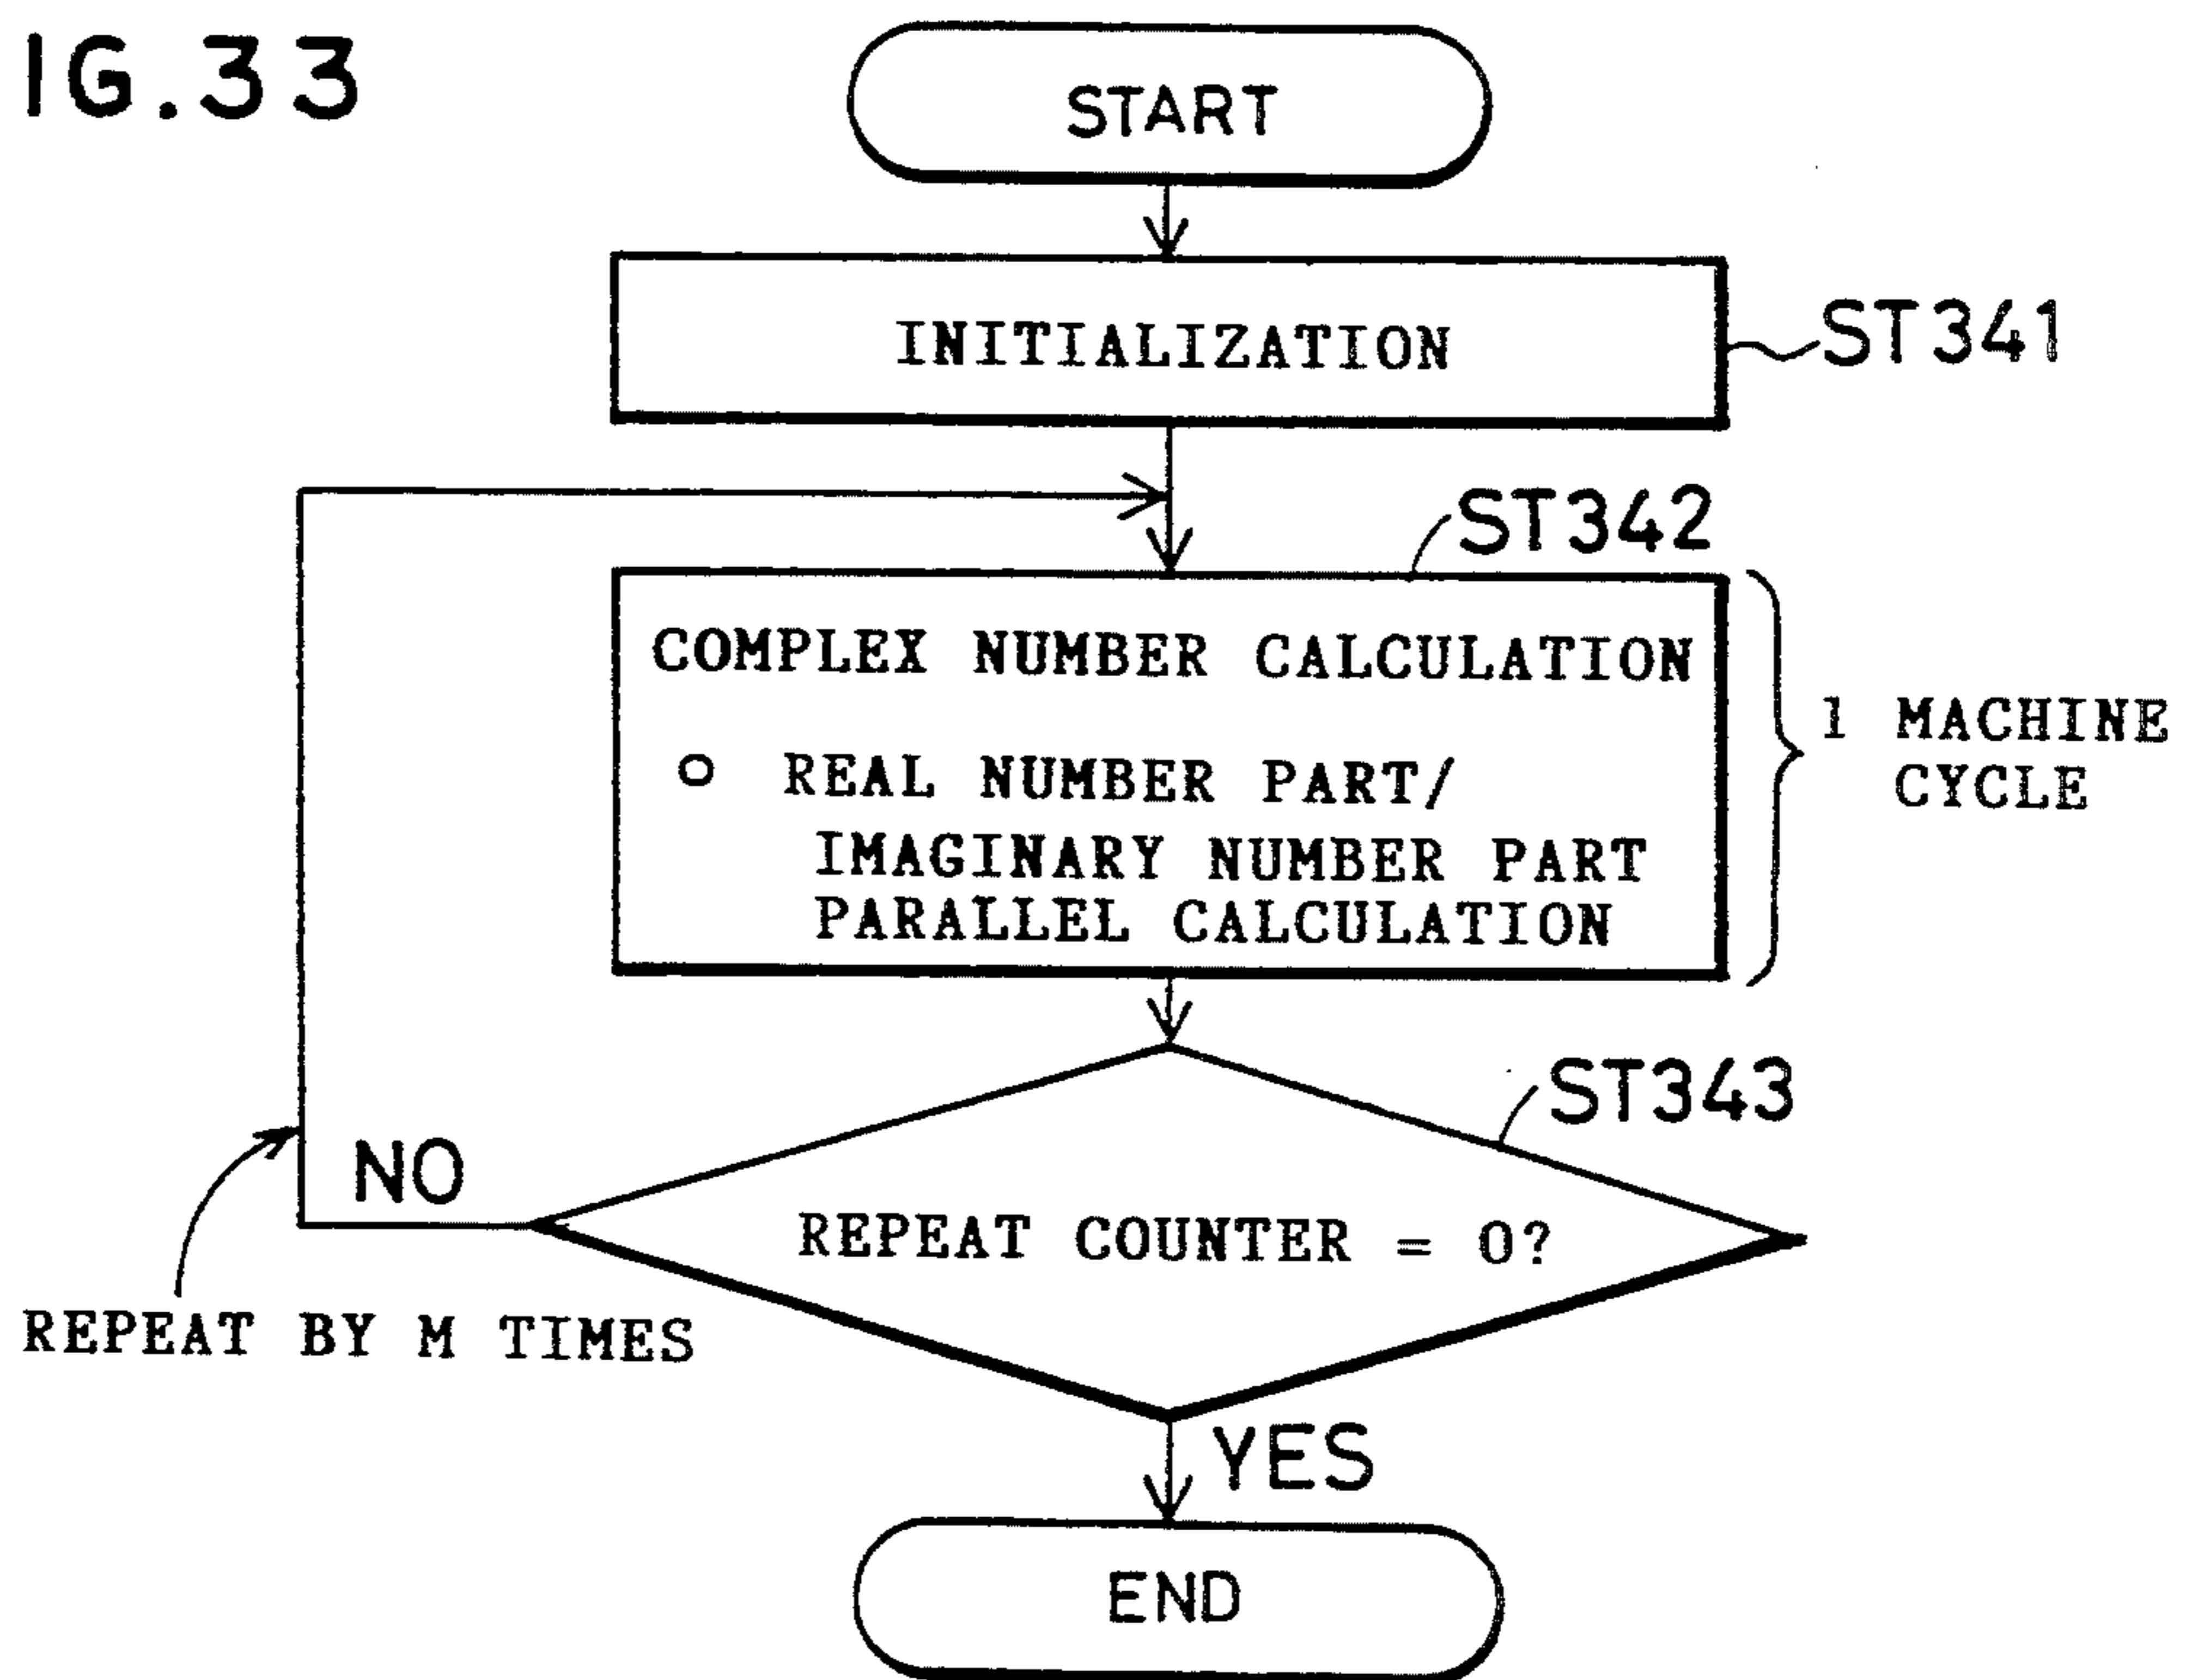 IG.33
START
INITIALIZATION
ST341
ST342
COMPLEX NUMBER CALCULATION
O REAL NUMBER PART/
IMAGINARY NUMBER PART
PARALLEL CALCULATION
1 MACHINE
CYCLE
ST343
NO
REPEAT COUNTER = 0?
REPEAT BY M TIMES
YES
END